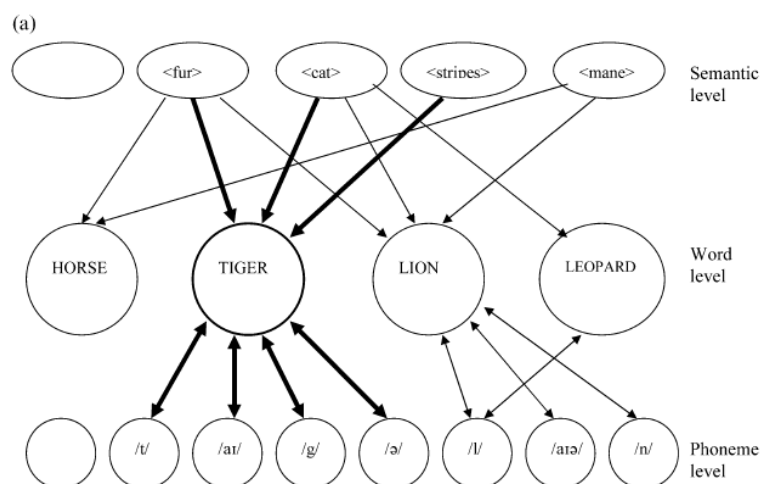 (a)
<fur> <cat> <stripes> <mane> Semantic
level
HORSE TIGER LION LEOPARD Word
level
/t/ /aɪ/ /g/ /ə/ /l/ /aɪə/ /n/ Phoneme
level